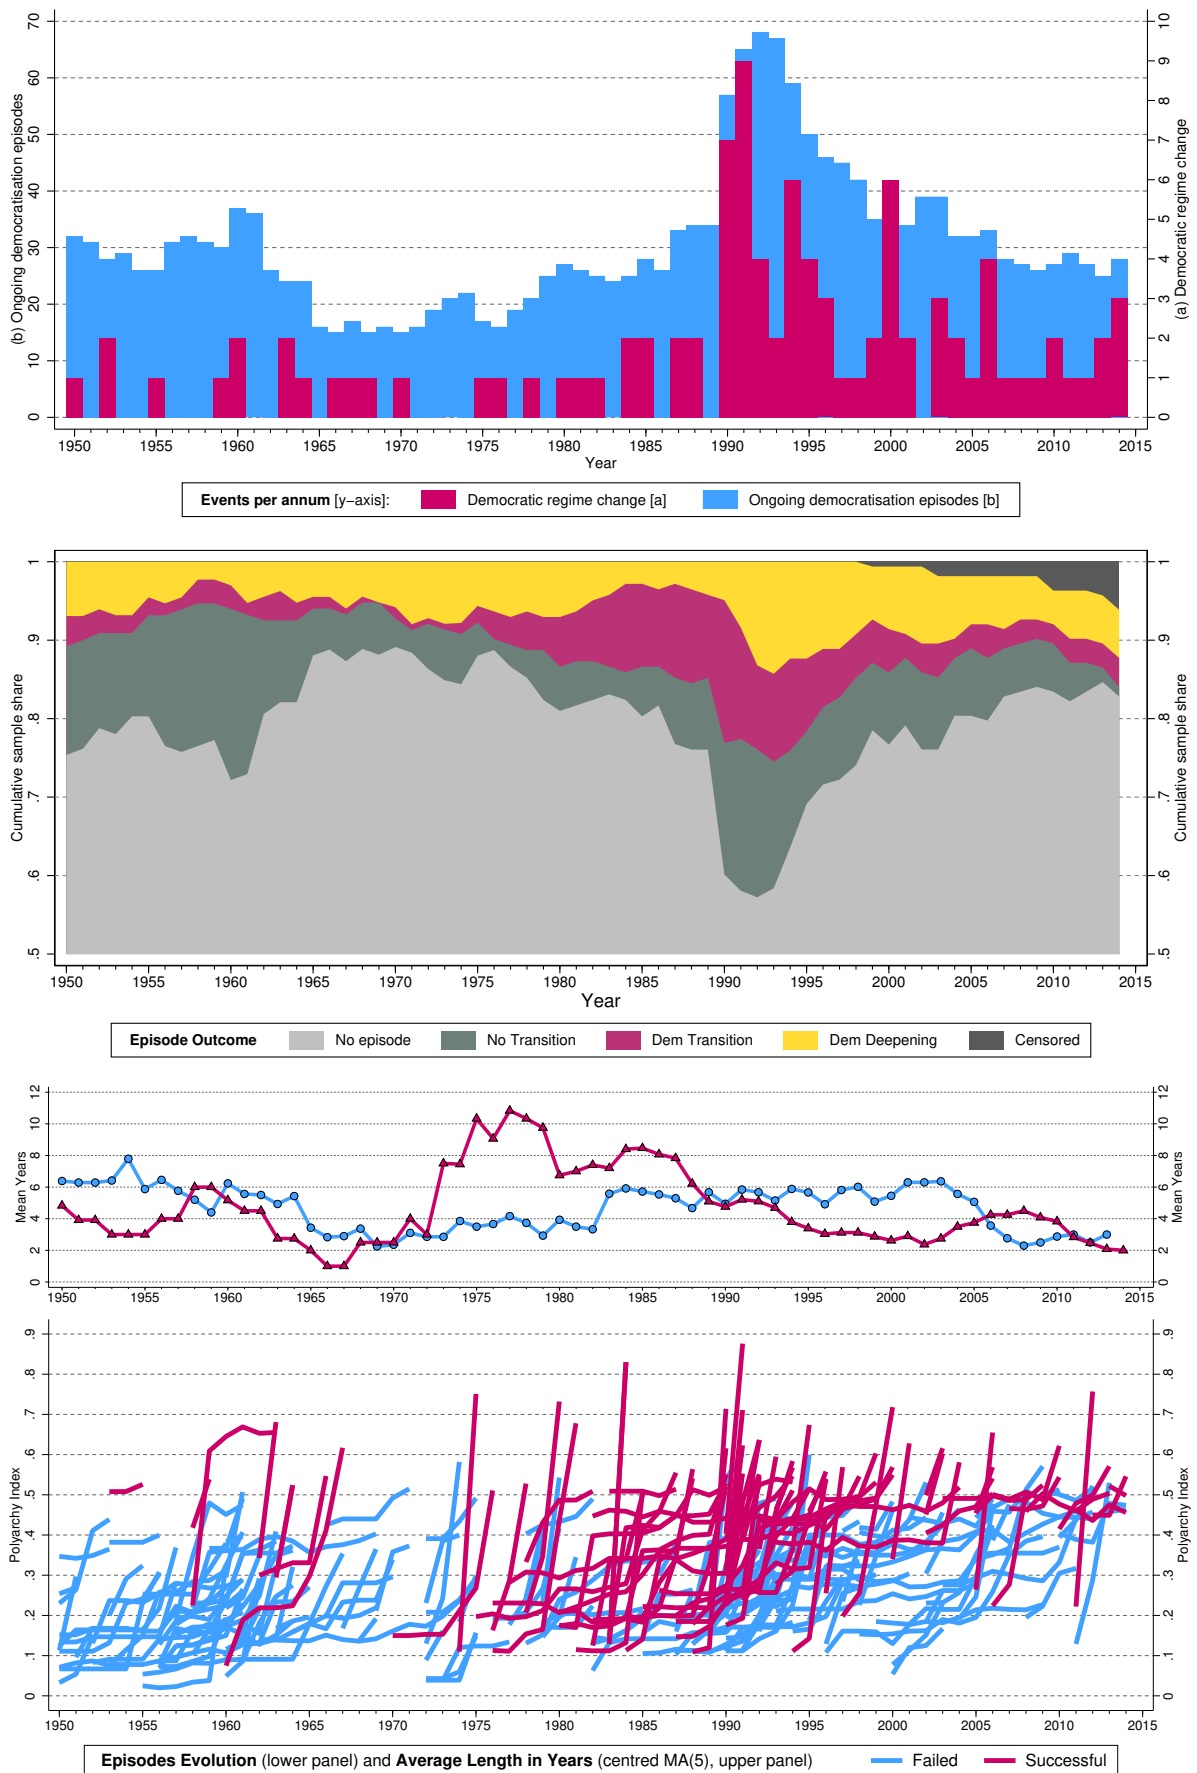 (b) Ongoing democratisation episodes
0 10 20 30 40 50 60 70
(a) Democratic regime change
0 1 2 3 4 5 6 7 8 9 10
1950 1955 1960 1965 1970 1975 1980 1985 1990 1995 2000 2005 2010 2015
Year
Events per annum [y−axis]: Democratic regime change [a] Ongoing democratisation episodes [b]
Cumulative sample share
.5 .6 .7 .8 .9 1
Cumulative sample share
.5 .6 .7 .8 .9 1
1950 1955 1960 1965 1970 1975 1980 1985 1990 1995 2000 2005 2010 2015
Year
Episode Outcome No episode No Transition Dem Transition Dem Deepening Censored
Mean Years
0 2 4 6 8 10 12
Mean Years
0 2 4 6 8 10 12
1950 1955 1960 1965 1970 1975 1980 1985 1990 1995 2000 2005 2010 2015
Polyarchy Index
0 .1 .2 .3 .4 .5 .6 .7 .8 .9
Polyarchy Index
0 .1 .2 .3 .4 .5 .6 .7 .8 .9
1950 1955 1960 1965 1970 1975 1980 1985 1990 1995 2000 2005 2010 2015
Episodes Evolution (lower panel) and Average Length in Years (centred MA(5), upper panel) Failed Successful